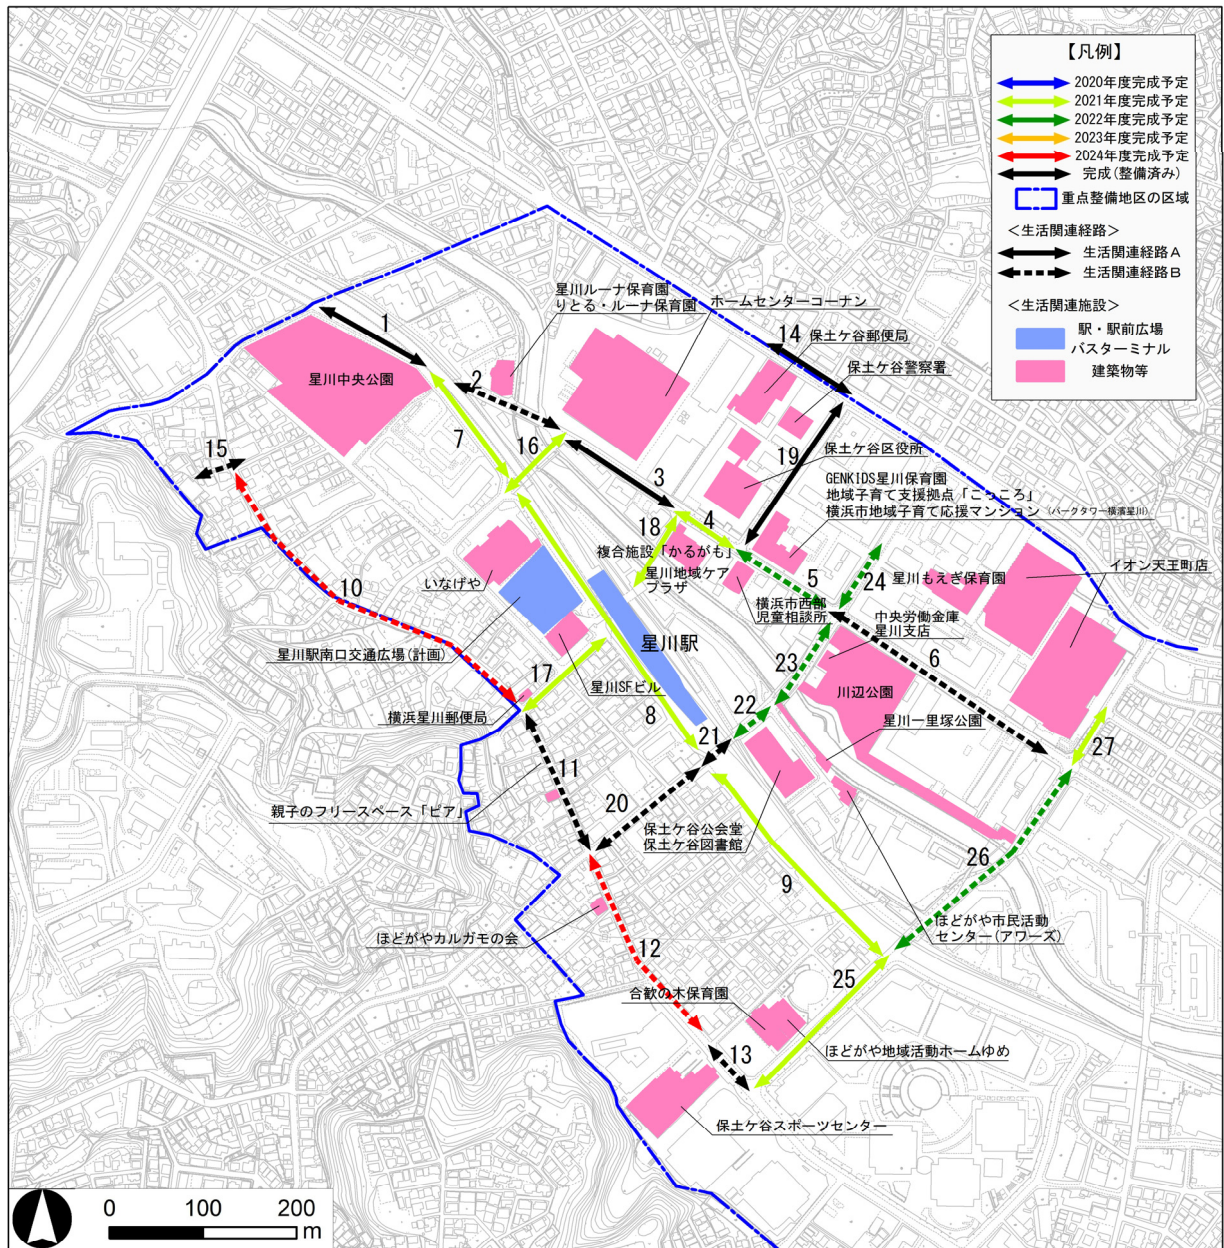 【凡例】
2020年度完成予定
2021年度完成予定
2022年度完成予定
2023年度完成予定
2024年度完成予定
完成(整備済み)
重点整備地区の区域
＜生活関連経路＞
生活関連経路A
生活関連経路B
＜生活関連施設＞
駅・駅前広場
バスターミナル
建築物等
星川ルーナ保育園
りとる・ルーナ保育園
ホームセンターコーナン
1
14
保土ケ谷郵便局
保土ケ谷警察署
星川中央公園
2
7
16
15
3
19
保土ケ谷区役所
GENKIDS星川保育園
地域子育て支援拠点「こっころ」
横浜市地域子育て応援マンション（パークタワー横濱星川）
18
4
複合施設「かるがも」
星川地域ケア
プラザ
いなげや
10
5
24
横浜市西部
児童相談所
星川もえぎ保育園
イオン天王町店
中央労働金庫
星川支店
星川駅
星川駅南口交通広場(計画)
17
星川SFビル
横浜星川郵便局
8
23
6
川辺公園
22
星川一里塚公園
21
27
11
20
親子のフリースペース「ピア」
保土ケ谷公会堂
保土ケ谷図書館
9
26
ほどがや市民活動
センター(アワーズ)
ほどがやカルガモの会
12
25
合歓の木保育園
13
ほどがや地域活動ホームゆめ
保土ケ谷スポーツセンター
0 100 200
m